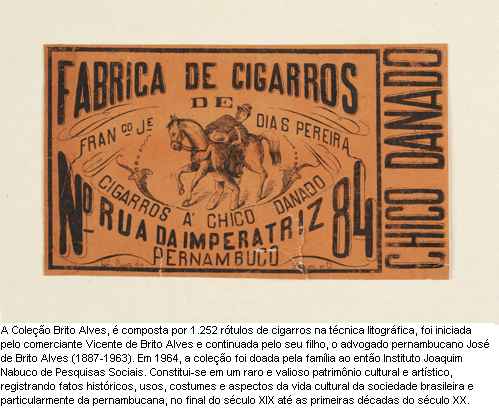 FABRICA DE CIGARROS
DE
FRAN CO JE DIAS PEREIRA
CIGARROS A' CHICO DANADO
No 84
RUA DA IMPERATRIZ
PERNAMBUCO
CHICO DANADO
A Coleção Brito Alves, é composta por 1.252 rótulos de cigarros na técnica litográfica, foi iniciada
pelo comerciante Vicente de Brito Alves e continuada pelo seu filho, o advogado pernambucano José
de Brito Alves (1887-1963). Em 1964, a coleção foi doada pela família ao então Instituto Joaquim
Nabuco de Pesquisas Sociais. Constitui-se em um raro e valioso patrimônio cultural e artístico,
registrando fatos históricos, usos, costumes e aspectos da vida cultural da sociedade brasileira e
particularmente da pernambucana, no final do século XIX até as primeiras décadas do século XX.